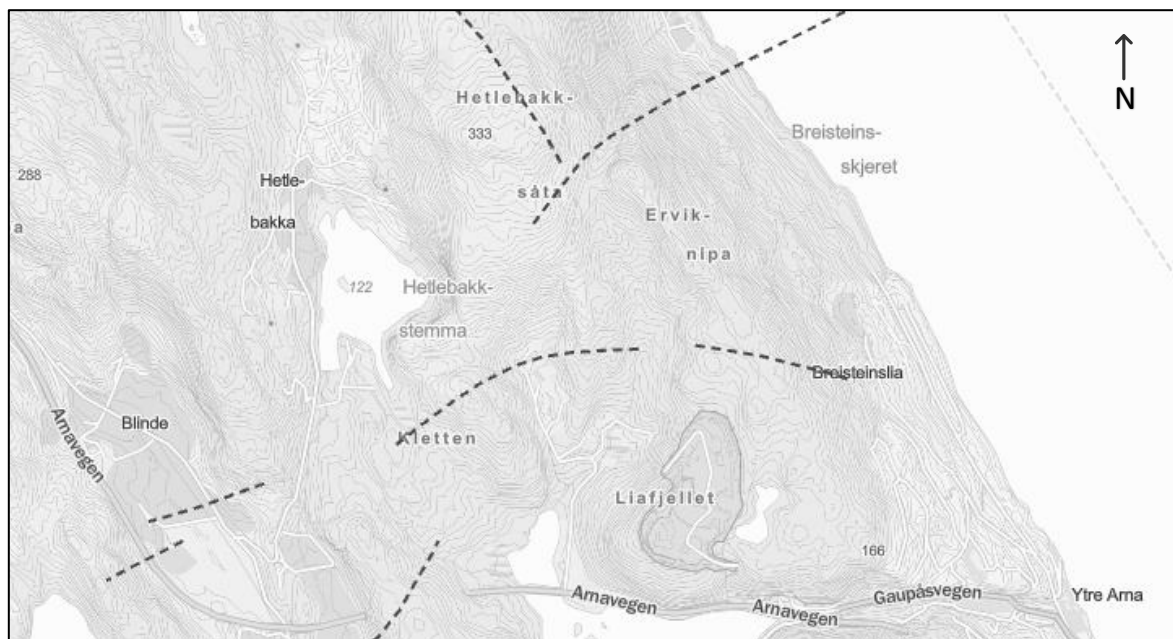 N
Hetlebakk-
333
såta
Breisteins-
skjeret
288
a
Hetle-
bakka
Ervik-
nipa
122
Hetlebakk-
stemma
Breisteinslia
Arnavegen
Blinde
Kletten
Liafjellet
166
Arnavegen
Arnavegen
Gaupåsvegen
Ytre Arna